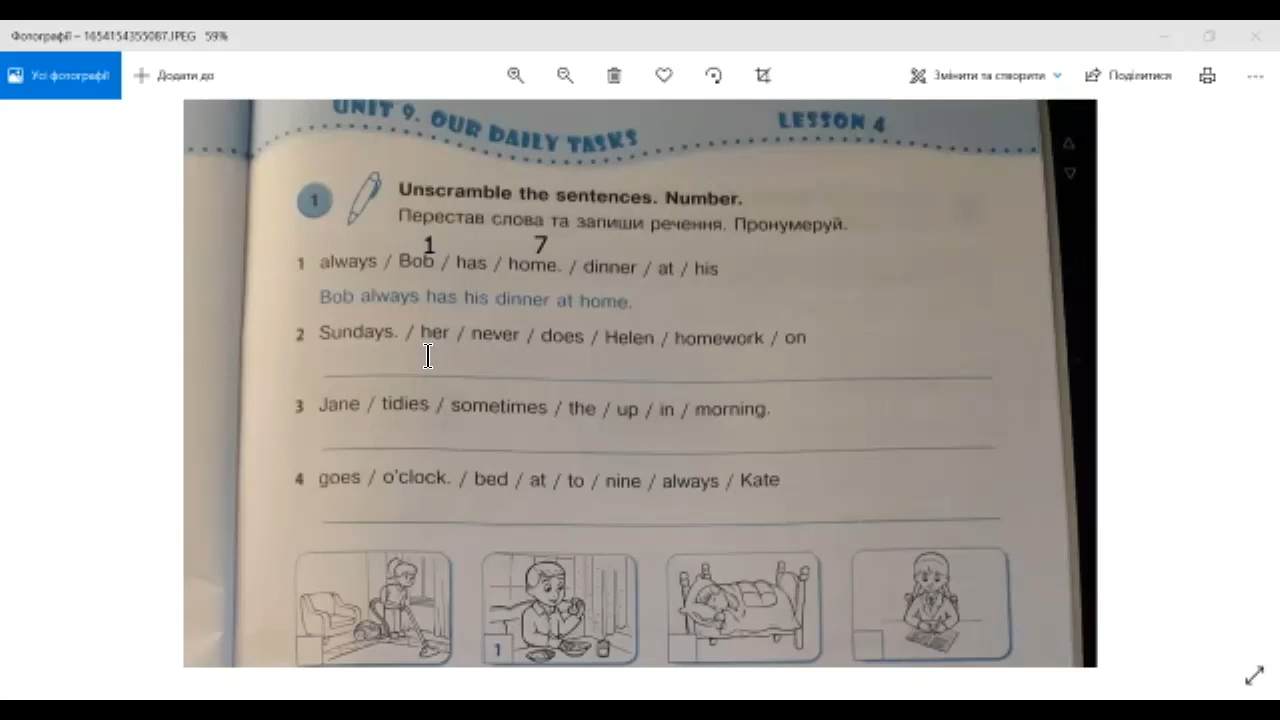 Фотографії – 1654154355087.JPEG 59%
Усі фотографії
Додати до
Змінити та створити
Поділитися
UNIT 9. OUR DAILY TASKS
LESSON 4
1
Unscramble the sentences. Number.
Перестав слова та запиши речення. Пронумеруй.
1 7
1 always / Bob / has / home. / dinner / at / his
Bob always has his dinner at home.
2 Sundays. / her / never / does / Helen / homework / on
3 Jane / tidies / sometimes / the / up / in / morning.
4 goes / o'clock. / bed / at / to / nine / always / Kate
1